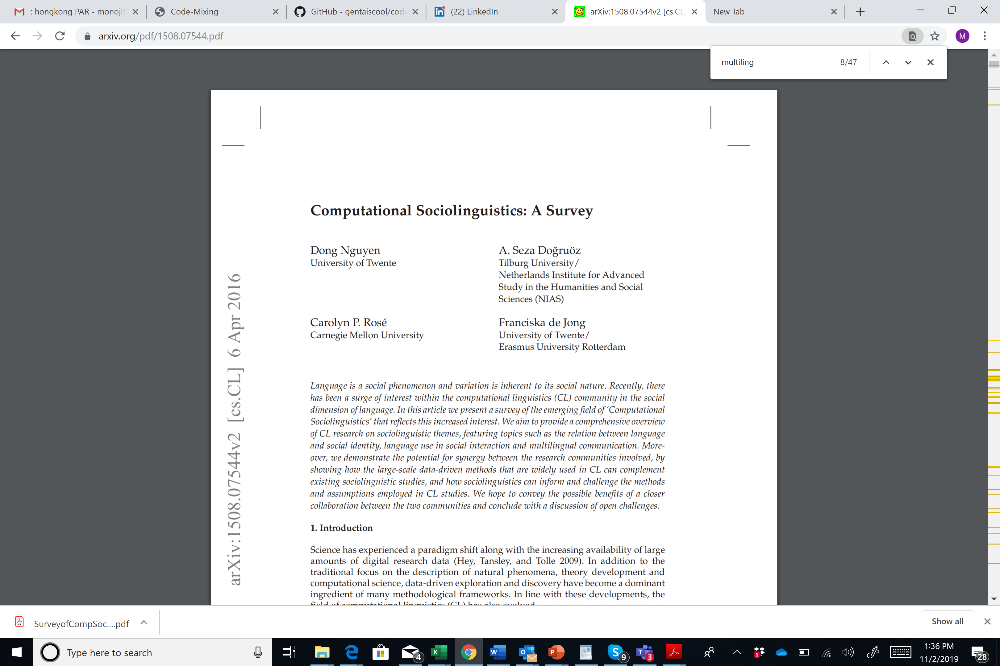 : hongkong PAR - monojit
Code-Mixing
GitHub - gentaiscool/code
(22) LinkedIn
arXiv:1508.07544v2 [cs.CL]
New Tab
arxiv.org/pdf/1508.07544.pdf
M
multiling
8/47
Computational Sociolinguistics: A Survey
Dong Nguyen
University of Twente
A. Seza Doğruöz
Tilburg University/
Netherlands Institute for Advanced
Study in the Humanities and Social
Sciences (NIAS)
Carolyn P. Rosé
Carnegie Mellon University
Franciska de Jong
University of Twente/
Erasmus University Rotterdam
arXiv:1508.07544v2 [cs.CL] 6 Apr 2016
Language is a social phenomenon and variation is inherent to its social nature. Recently, there
has been a surge of interest within the computational linguistics (CL) community in the social
dimension of language. In this article we present a survey of the emerging field of ‘Computational
Sociolinguistics’ that reflects this increased interest. We aim to provide a comprehensive overview
of CL research on sociolinguistic themes, featuring topics such as the relation between language
and social identity, language use in social interaction and multilingual communication. More-
over, we demonstrate the potential for synergy between the research communities involved, by
showing how the large-scale data-driven methods that are widely used in CL can complement
existing sociolinguistic studies, and how sociolinguistics can inform and challenge the methods
and assumptions employed in CL studies. We hope to convey the possible benefits of a closer
collaboration between the two communities and conclude with a discussion of open challenges.
1. Introduction
Science has experienced a paradigm shift along with the increasing availability of large
amounts of digital research data (Hey, Tansley, and Tolle 2009). In addition to the
traditional focus on the description of natural phenomena, theory development and
computational science, data-driven exploration and discovery have become a dominant
ingredient of many methodological frameworks. In line with these developments, the
field of computational linguistics (CL) has also evolved
SurveyofCompSoc....pdf
Show all
Type here to search
4
9
3
1
1:36 PM
11/2/2019
28